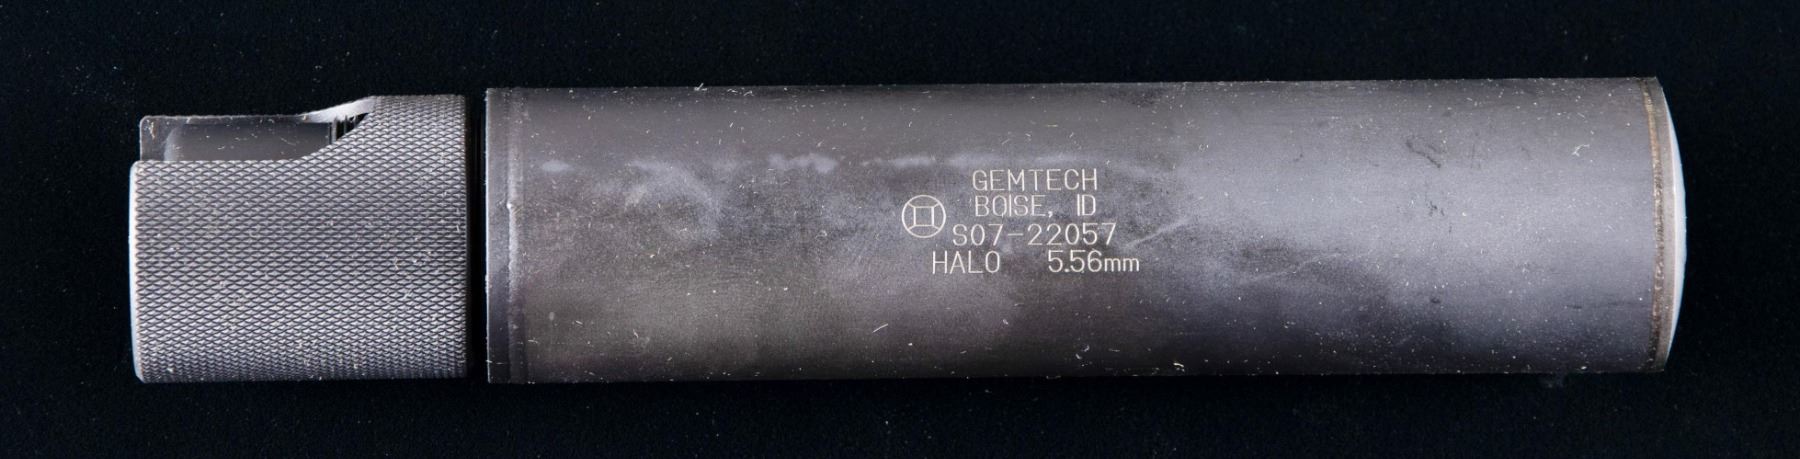 GEMTECH
BOISE, ID
S07-22057
HALO 5.56mm